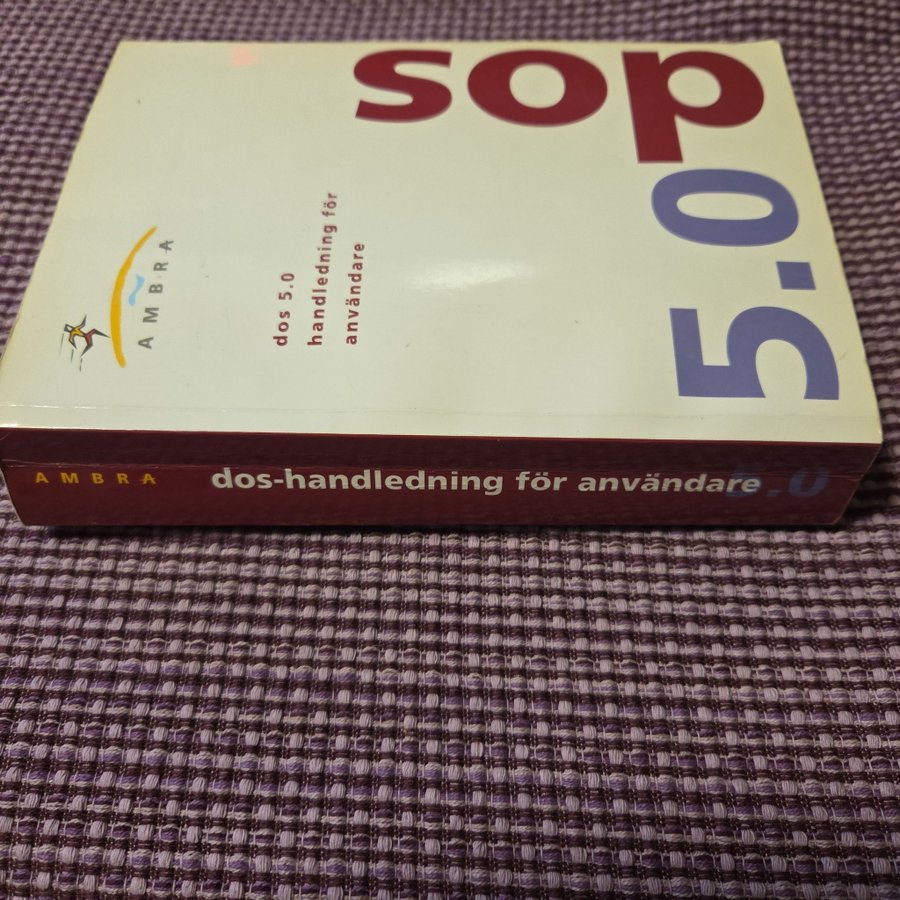 dos
5.0
dos 5.0
handledning för
användare
AMBRA
AMBRA dos-handledning för användare 5.0